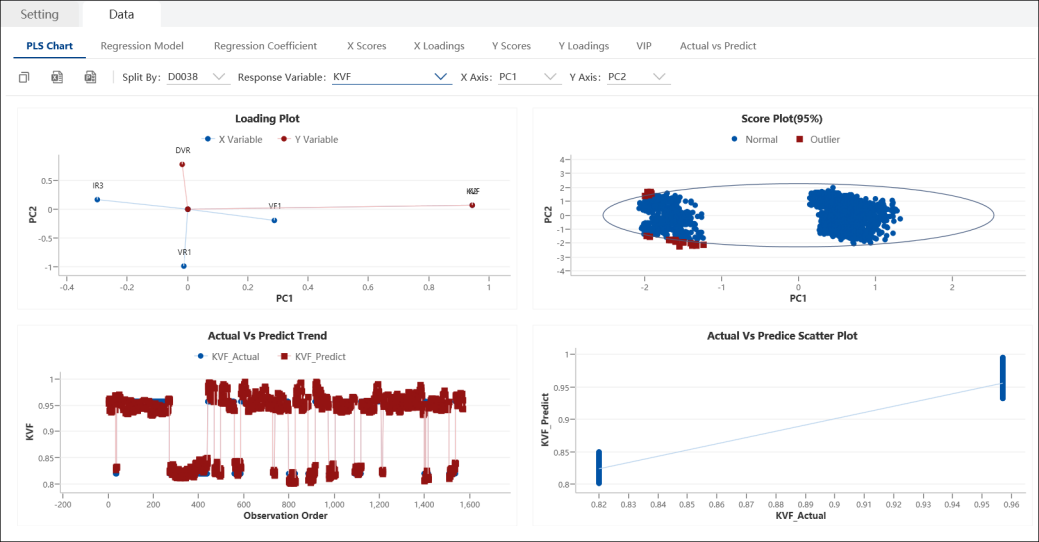 Setting Data
PLS Chart Regression Model Regression Coefficient X Scores X Loadings Y Scores Y Loadings VIP Actual vs Predict
Split By: D0038 Response Variable: KVF X Axis: PC1 Y Axis: PC2
Loading Plot
X Variable Y Variable
DVR
IR3
VF1
VR1
PC2
0.5
0
-0.5
-1
-0.4 -0.2 0 0.2 0.4 0.6 0.8 1
PC1
Score Plot(95%)
Normal Outlier
PC2
4
3
2
1
0
-1
-2
-3
-4
-2 -1 0 1 2
PC1
Actual Vs Predict Trend
KVF_Actual KVF_Predict
KVF
1
0.95
0.9
0.85
0.8
-200 0 200 400 600 800 1,000 1,200 1,400 1,600
Observation Order
Actual Vs Predice Scatter Plot
KVF_Predict
1
0.95
0.9
0.85
0.8
0.82 0.83 0.84 0.85 0.86 0.87 0.88 0.89 0.9 0.91 0.92 0.93 0.94 0.95 0.96
KVF_Actual